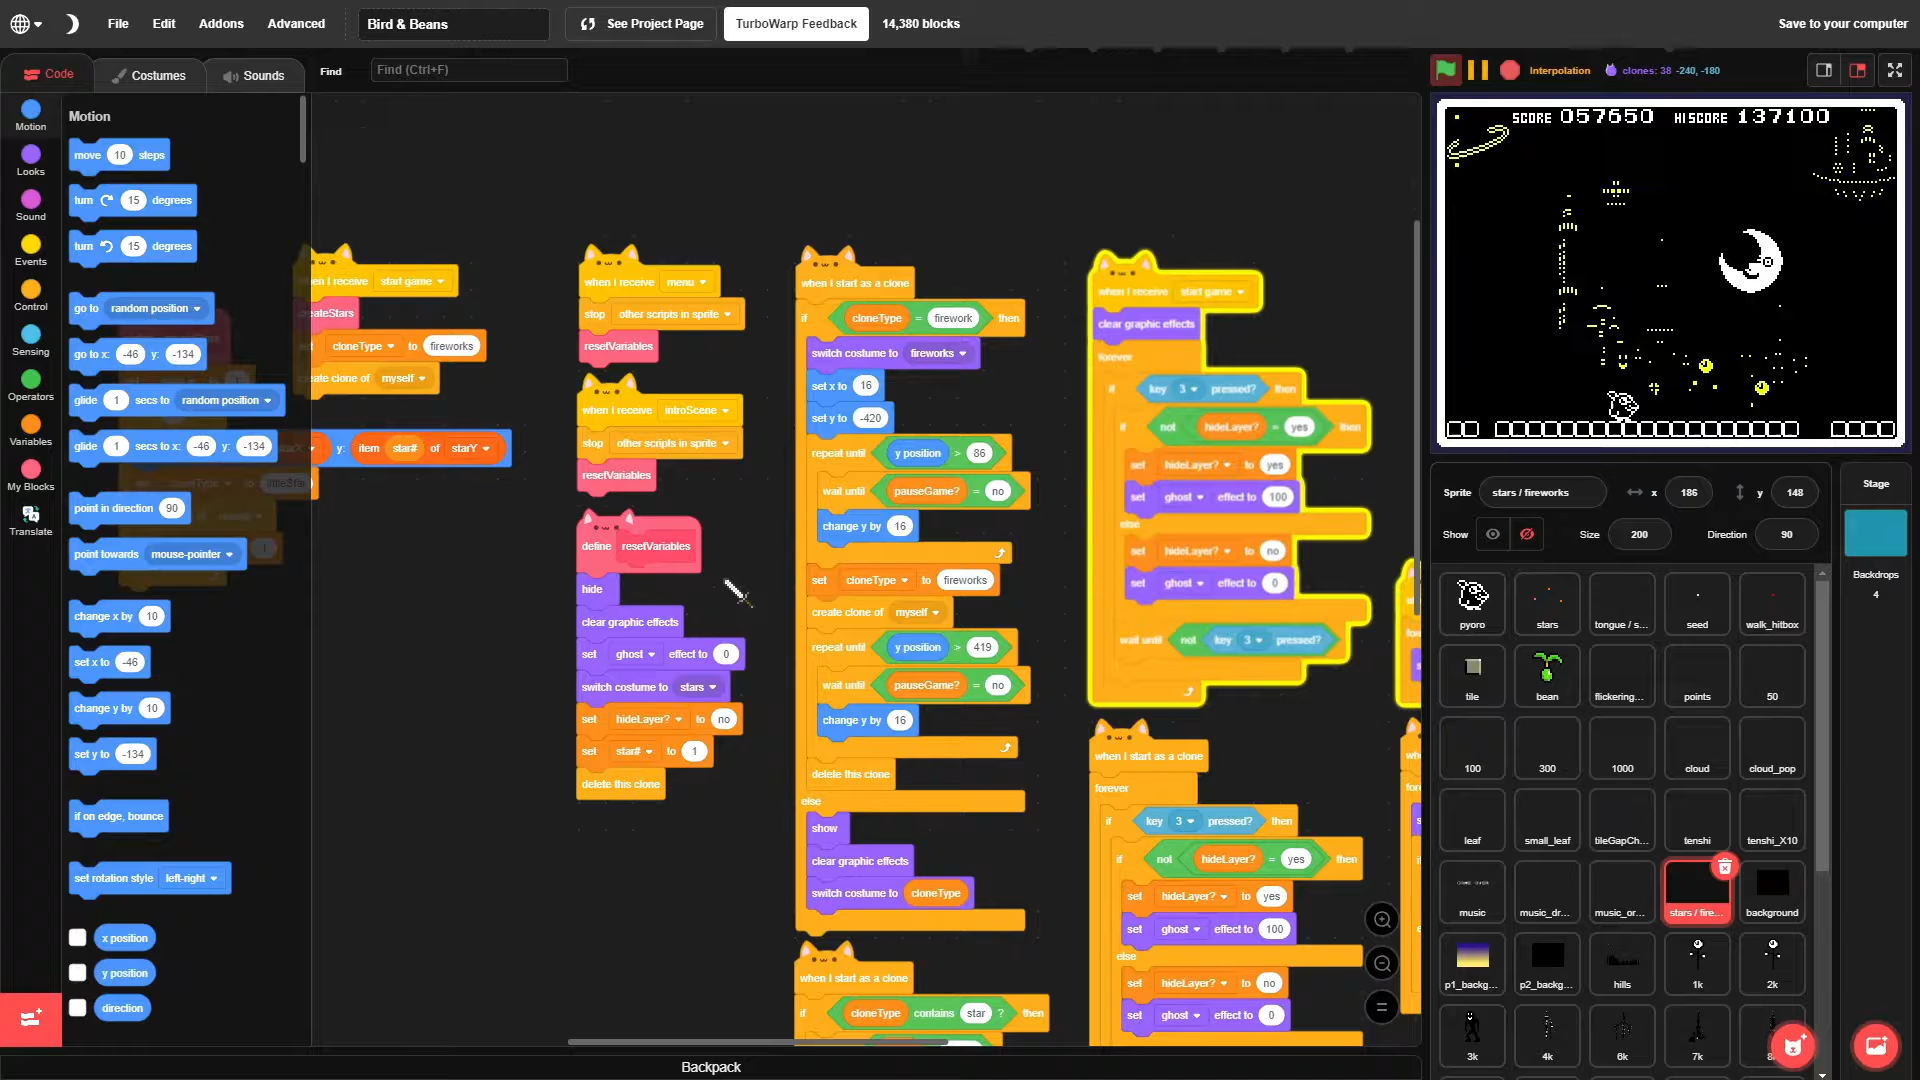 File Edit Addons Advanced Bird & Beans See Project Page TurboWarp Feedback 14,380 blocks Save to your computer
Code Costumes Sounds Find Find (Ctrl+F)
Interpolation clones: 38 -240, -180
Motion
Looks
Sound
Events
Control
Sensing
Operators
Variables
My Blocks
Translate
Motion
move 10 steps
turn 15 degrees
turn 15 degrees
go to random position
go to x: -46 y: -134
glide 1 secs to random position
glide 1 secs to x: -46 y: -134
point in direction 90
point towards mouse-pointer
change x by 10
set x to -46
change y by 10
set y to -134
if on edge, bounce
set rotation style left-right
x position
y position
direction
when I receive start game
createStars
cloneType to fireworks
create clone of myself
y: item star# of starY
when I receive menu
stop other scripts in sprite
resetVariables
when I receive introScene
stop other scripts in sprite
resetVariables
define resetVariables
hide
clear graphic effects
set ghost effect to 0
switch costume to stars
set hideLayer? to no
set star# to 1
delete this clone
when I start as a clone
if cloneType = firework then
switch costume to fireworks
set x to 16
set y to -420
repeat until y position > 86
wait until pauseGame? = no
change y by 16
set cloneType to fireworks
create clone of myself
repeat until y position > 419
wait until pauseGame? = no
change y by 16
delete this clone
else
show
clear graphic effects
switch costume to cloneType
when I start as a clone
if cloneType contains star ? then
when I receive start game
clear graphic effects
forever
if key 3 pressed? then
if not hideLayer? = yes then
set hideLayer? to yes
set ghost effect to 100
else
set hideLayer? to no
set ghost effect to 0
wait until not key 3 pressed?
when I start as a clone
forever
if key 3 pressed? then
if not hideLayer? = yes then
set hideLayer? to yes
set ghost effect to 100
else
set hideLayer? to no
set ghost effect to 0
Backpack
SCORE 057650 HISCORE 137100
Sprite stars / fireworks x 186 y 148
Show Size 200 Direction 90
Stage
Backdrops
4
pyoro stars tongue / s... seed walk_hitbox
tile bean flickering... points 50
100 300 1000 cloud cloud_pop
leaf small_leaf tileGapCh... tenshi tenshi_X10
music music_dr... music_or... stars / fire... background
p1_backg... p2_backg... hills 1k 2k
3k 4k 6k 7k